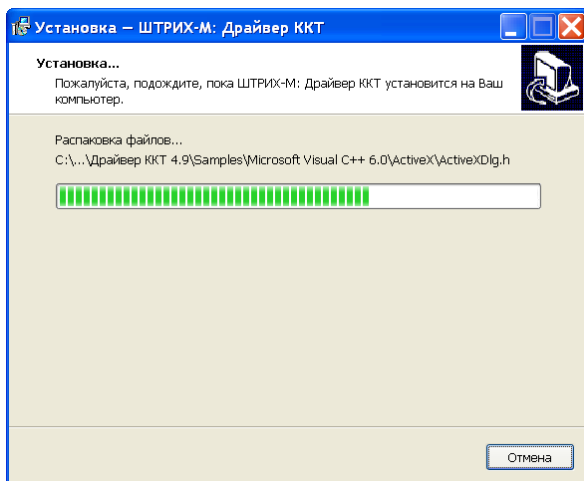 Установка — ШТРИХ-М: Драйвер ККТ
Установка...
Пожалуйста, подождите, пока ШТРИХ-М: Драйвер ККТ установится на Ваш
компьютер.
Распаковка файлов...
C:\...\Драйвер ККТ 4.9\Samples\Microsoft Visual C++ 6.0\ActiveX\ActiveXDlg.h
Отмена